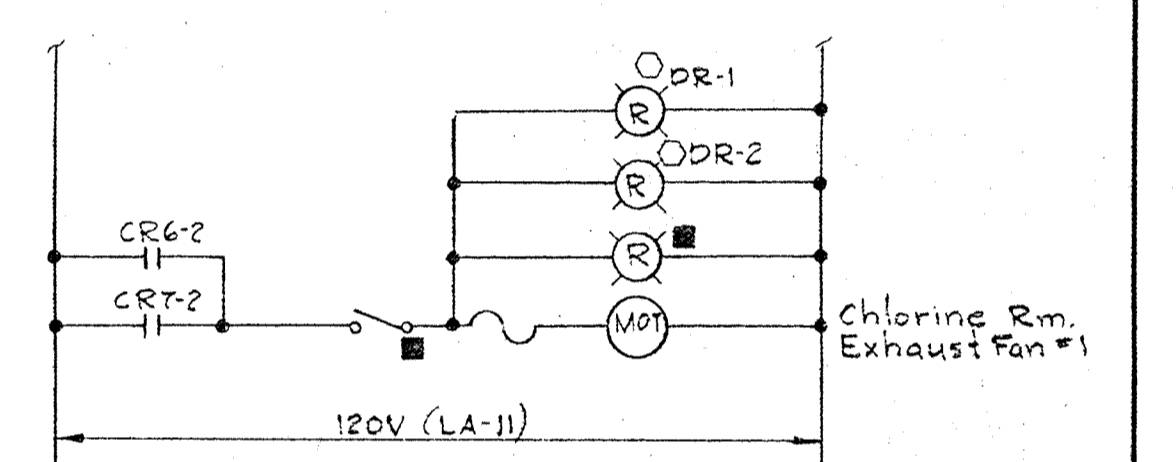 DR-1
R
DR-2
R
CR6-2
R
CR7-2
MOT
Chlorine Rm.
Exhaust Fan #1
120V (LA-11)